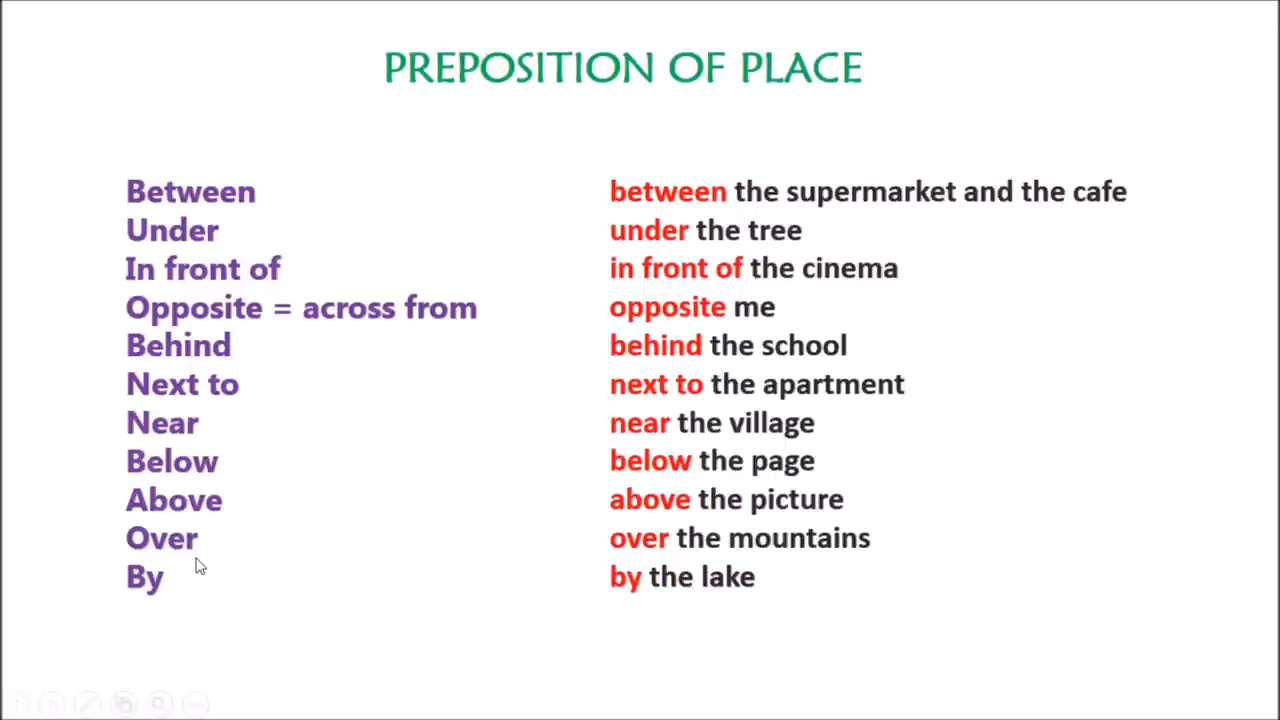 PREPOSITION OF PLACE
Between between the supermarket and the cafe
Under under the tree
In front of in front of the cinema
Opposite = across from opposite me
Behind behind the school
Next to next to the apartment
Near near the village
Below below the page
Above above the picture
Over over the mountains
By by the lake